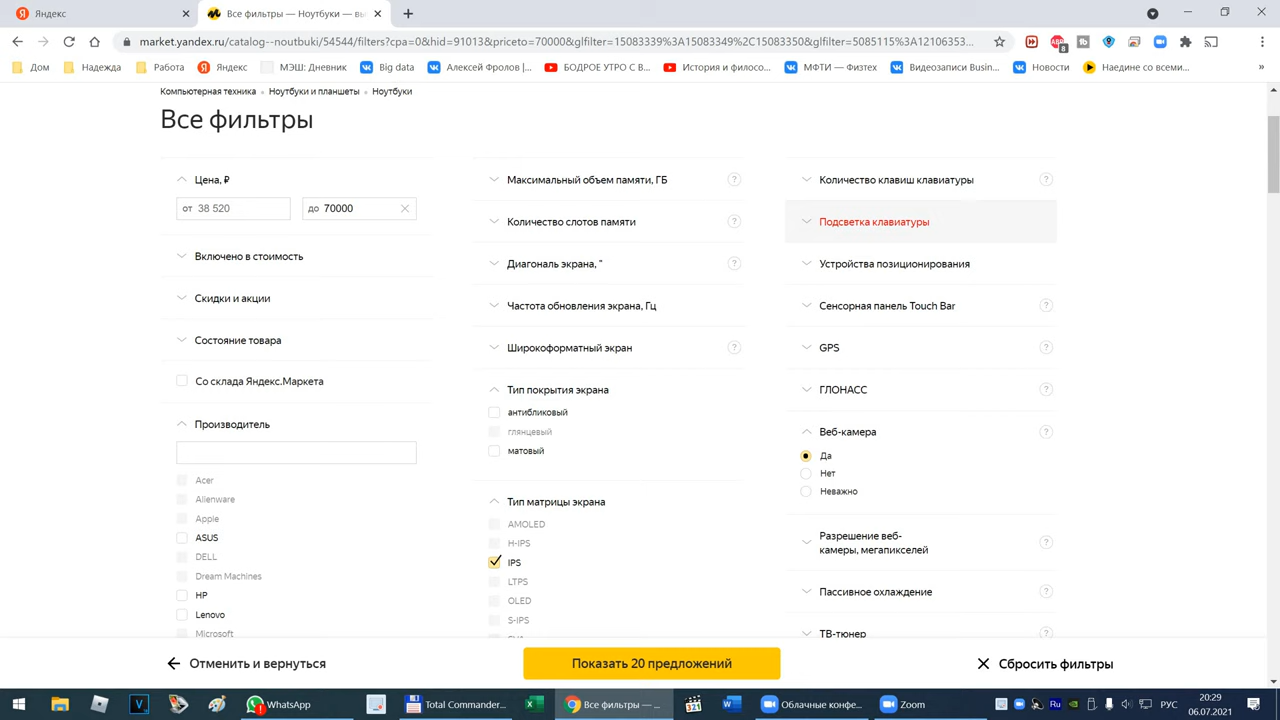 Яндекс
Все фильтры — Ноутбуки — вы
market.yandex.ru/catalog--noutbuki/54544/filters?cpa=0&hid=91013&priceto=70000&glfilter=15083339%3A15083349%2C15083350&glfilter=5085115%3A12106353...
Дом
Надежда
Работа
Яндекс
МЭШ: Дневник
Big data
Алексей Фролов |...
БОДРОЕ УТРО С В...
История и филосо...
МФТИ — Физтех
Видеозаписи Busin...
Новости
Наедине со всеми...
»
Компьютерная техника
Ноутбуки и планшеты
Ноутбуки
Все фильтры
Цена, ₽
от 38 520
до 70000
Включено в стоимость
Скидки и акции
Состояние товара
Со склада Яндекс.Маркета
Производитель
Acer
Alienware
Apple
ASUS
DELL
Dream Machines
HP
Lenovo
Microsoft
Максимальный объем памяти, ГБ ?
Количество слотов памяти ?
Диагональ экрана, " ?
Частота обновления экрана, Гц
Широкоформатный экран ?
Тип покрытия экрана
антибликовый
глянцевый
матовый
Тип матрицы экрана
AMOLED
H-IPS
IPS
LTPS
OLED
S-IPS
Количество клавиш клавиатуры ?
Подсветка клавиатуры
Устройства позиционирования
Сенсорная панель Touch Bar ?
GPS ?
ГЛОНАСС ?
Веб-камера ?
Да
Нет
Неважно
Разрешение веб-
камеры, мегапикселей ?
Пассивное охлаждение ?
ТВ-тюнер ?
Отменить и вернуться
Показать 20 предложений
Сбросить фильтры
WhatsApp
Total Commander...
Все фильтры —...
Облачные конфе...
Zoom
Ru
РУС
20:29
06.07.2021